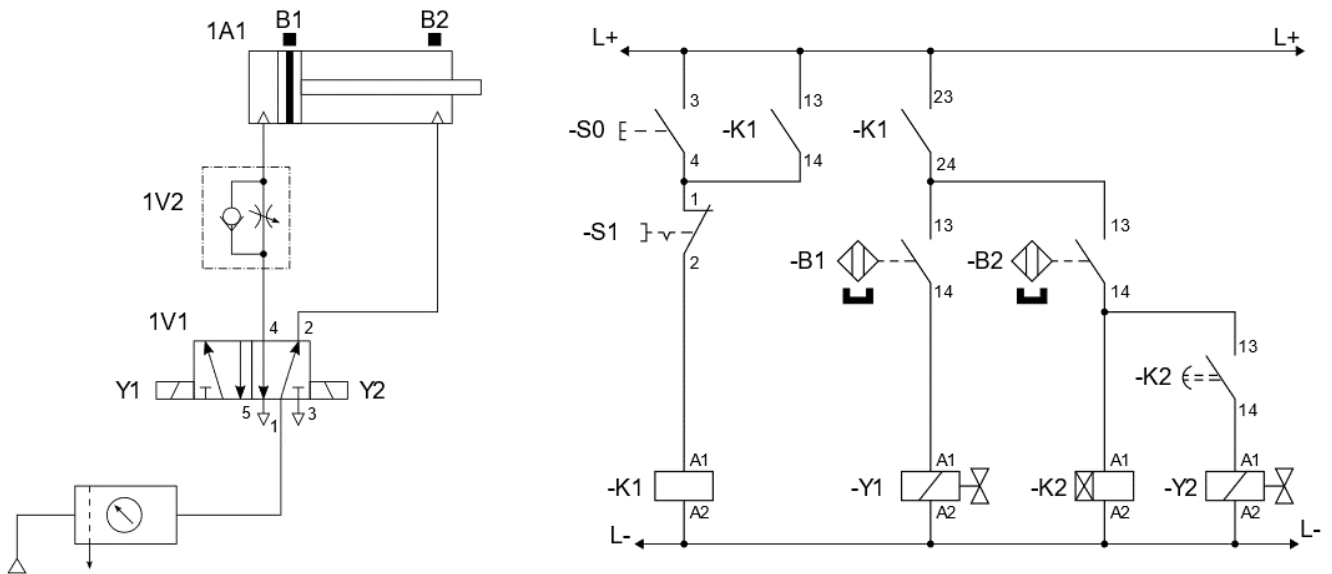 1A1 B1 B2
1V2
1V1 4 2
Y1 5 1 3 Y2
L+ L+
3 13 23
-S0 -K1 -K1
4 14 24
1
-S1
2
13 13
-B1 -B2
14 14
13
-K2
14
A1 A1 A1 A1
-K1 -Y1 -K2 -Y2
A2 A2 A2 A2
L- L-